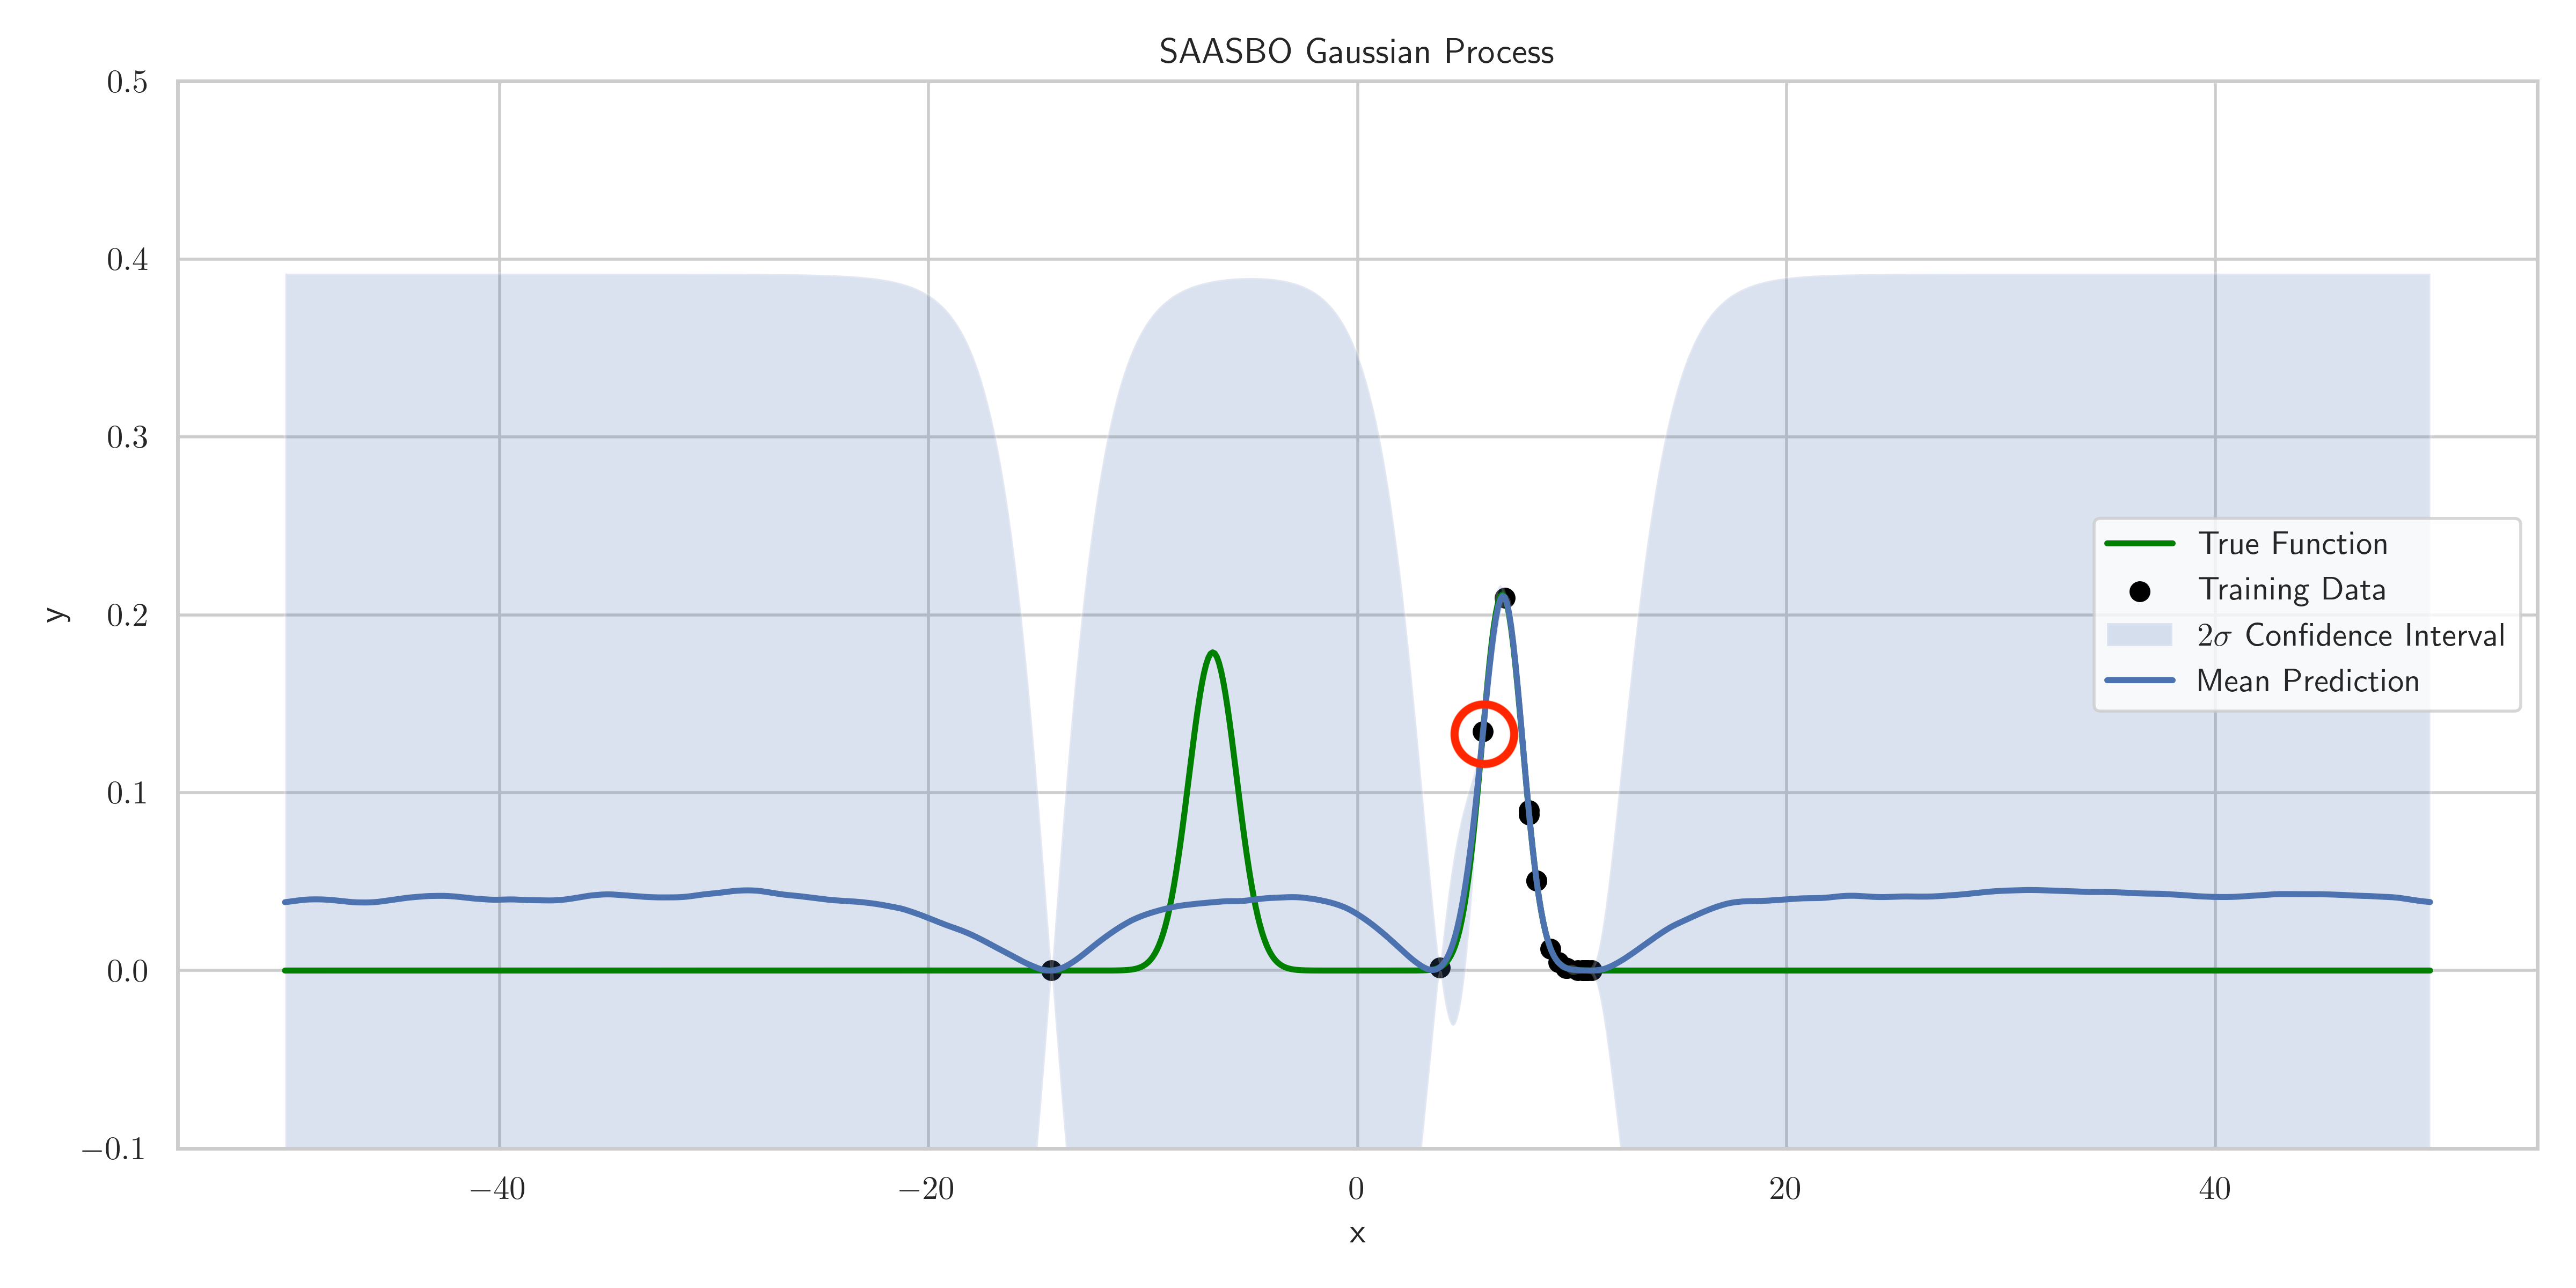 SAASBO Gaussian Process
0.5
0.4
0.3
0.2
0.1
0.0
−0.1
y
True Function
Training Data
2σ Confidence Interval
Mean Prediction
−40 −20 0 20 40
x